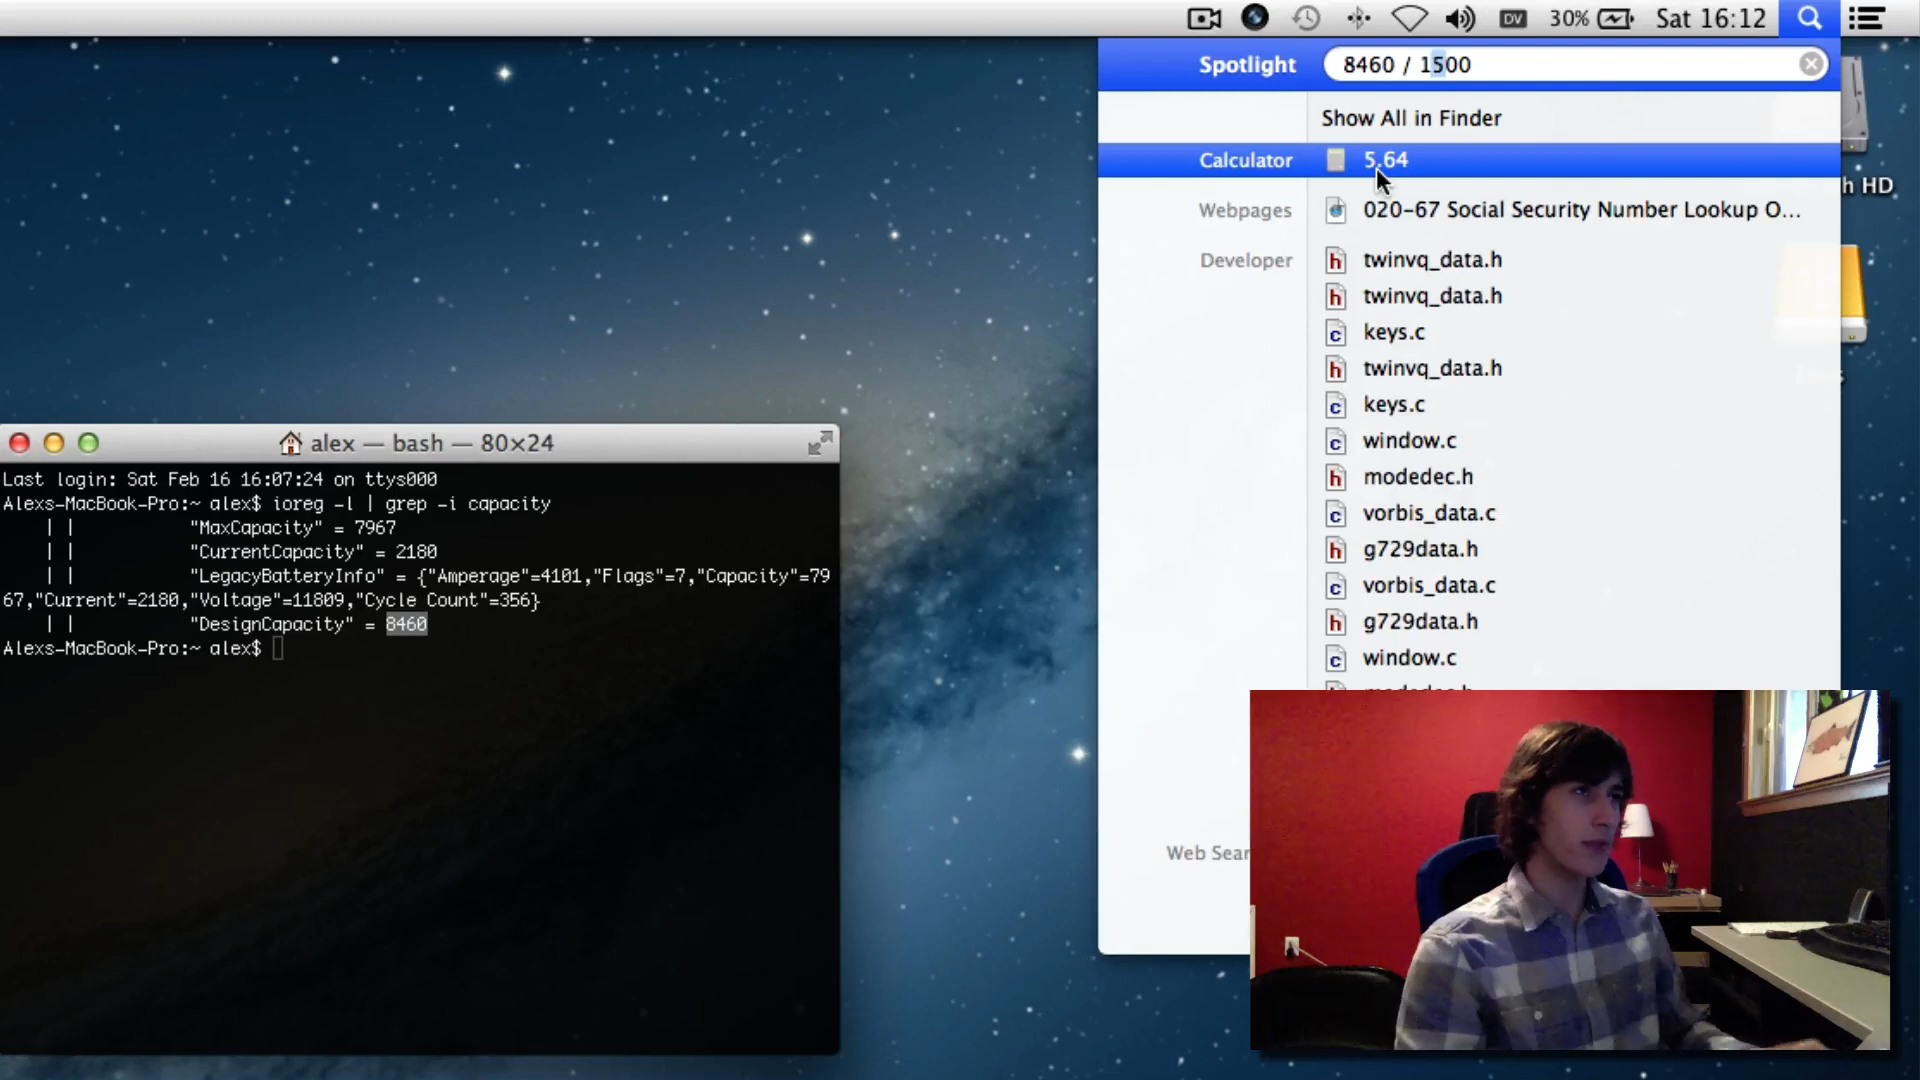 DV 30% Sat 16:12
Spotlight 8460 / 1500
Show All in Finder
Calculator 5.64
Webpages 020-67 Social Security Number Lookup O...
Developer twinvq_data.h
twinvq_data.h
keys.c
twinvq_data.h
keys.c
window.c
modedec.h
vorbis_data.c
g729data.h
vorbis_data.c
g729data.h
window.c
Web Sear
h HD
alex — bash — 80×24
Last login: Sat Feb 16 16:07:24 on ttys000
Alexs-MacBook-Pro:~ alex$ ioreg -l | grep -i capacity
| | "MaxCapacity" = 7967
| | "CurrentCapacity" = 2180
| | "LegacyBatteryInfo" = {"Amperage"=4101,"Flags"=7,"Capacity"=79
67,"Current"=2180,"Voltage"=11809,"Cycle Count"=356}
| | "DesignCapacity" = 8460
Alexs-MacBook-Pro:~ alex$